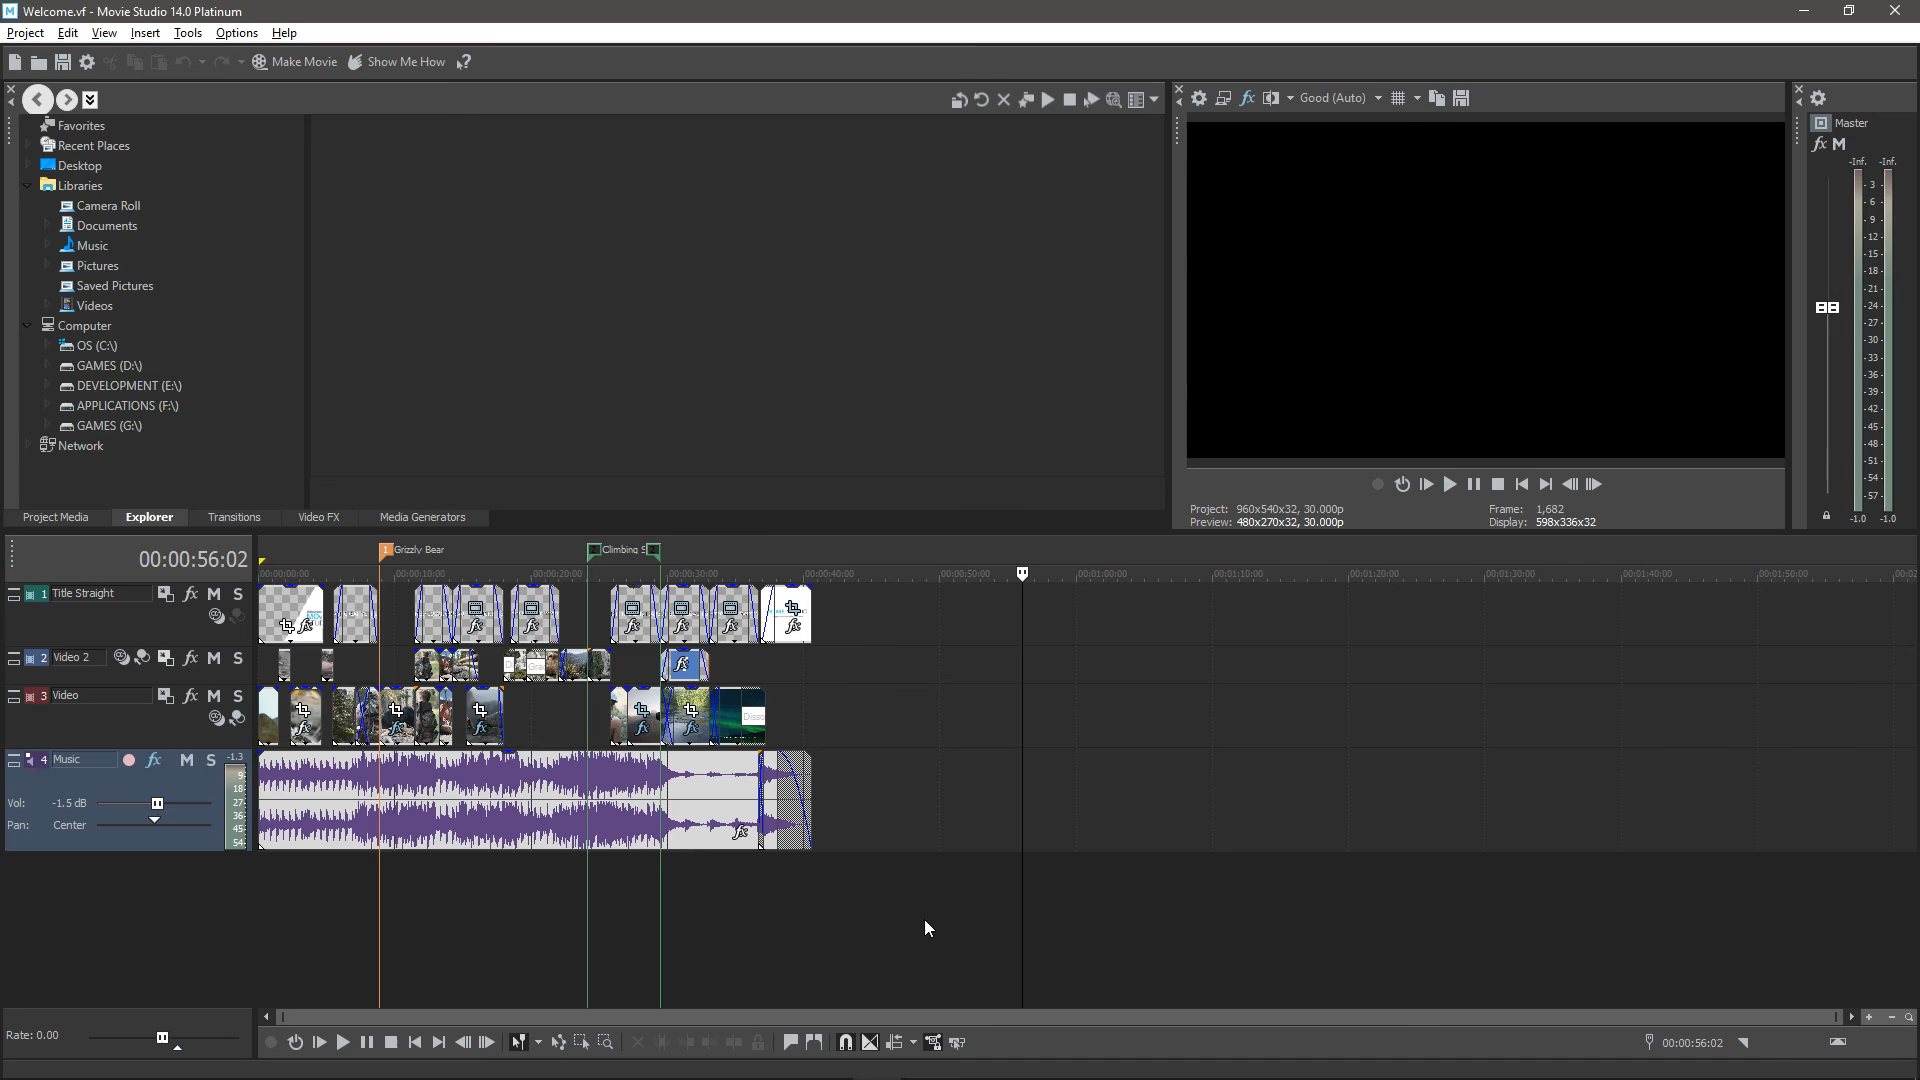 Welcome.vf - Movie Studio 14.0 Platinum
Project Edit View Insert Tools Options Help
Make Movie Show Me How
Good (Auto)
Favorites
Recent Places
Desktop
Libraries
Camera Roll
Documents
Music
Pictures
Saved Pictures
Videos
Computer
OS (C:\)
GAMES (D:\)
DEVELOPMENT (E:\)
APPLICATIONS (F:\)
GAMES (G:\)
Network
Project Media Explorer Transitions Video FX Media Generators
Project: 960x540x32, 30.000p Frame: 1,682
Preview: 480x270x32, 30.000p Display: 598x336x32
Master
fx M
-Inf. -Inf.
- 3 -
- 6 -
- 9 -
-12-
-15-
-18-
-21-
-24-
-27-
-30-
-33-
-36-
-39-
-42-
-45-
-48-
-51-
-54-
-57-
-1.0 -1.0
00:00:56:02
1 Grizzly Bear Climbing S
00:00:00:00 00:00:10:00 00:00:20:00 00:00:30:00 00:00:40:00 00:00:50:00 00:01:00:00 00:01:10:00 00:01:20:00 00:01:30:00 00:01:40:00 00:01:50:00 00:02
1 Title Straight fx M S
2 Video 2 fx M S
3 Video fx M S
Disso
4 Music fx M S -1.3
9
18
27
36
45
54
Vol: -1.5 dB
Pan: Center
Rate: 0.00
00:00:56:02